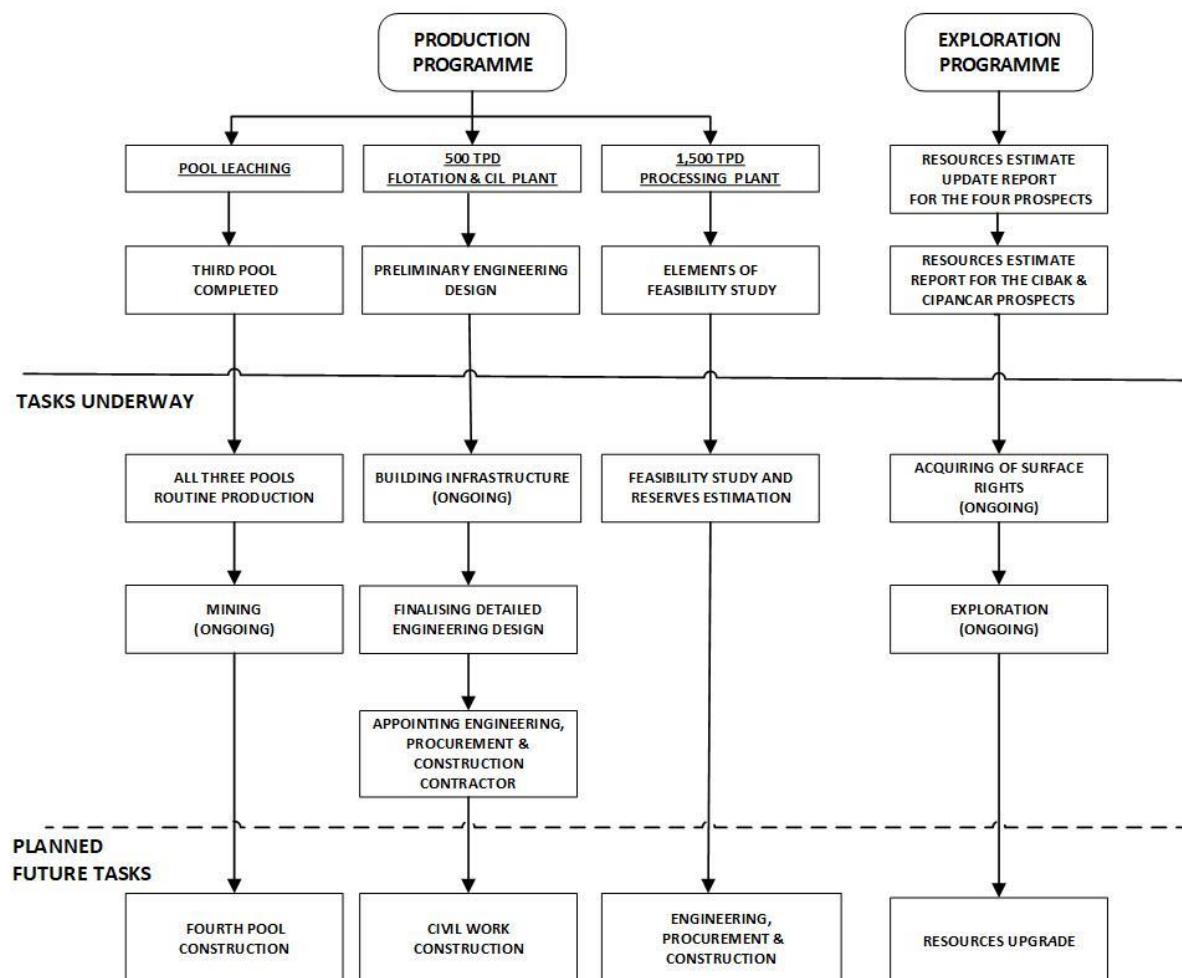 PRODUCTION
PROGRAMME
EXPLORATION
PROGRAMME
POOL LEACHING
500 TPD
FLOTATION & CIL PLANT
1,500 TPD
PROCESSING PLANT
RESOURCES ESTIMATE
UPDATE REPORT
FOR THE FOUR PROSPECTS
THIRD POOL
COMPLETED
PRELIMINARY ENGINEERING
DESIGN
ELEMENTS OF
FEASIBILITY STUDY
RESOURCES ESTIMATE
REPORT FOR THE CIBAK &
CIPANCAR PROSPECTS
TASKS UNDERWAY
ALL THREE POOLS
ROUTINE PRODUCTION
BUILDING INFRASTRUCTURE
(ONGOING)
FEASIBILITY STUDY AND
RESERVES ESTIMATION
ACQUIRING OF SURFACE
RIGHTS
(ONGOING)
MINING
(ONGOING)
FINALISING DETAILED
ENGINEERING DESIGN
EXPLORATION
(ONGOING)
APPOINTING ENGINEERING,
PROCUREMENT &
CONSTRUCTION
CONTRACTOR
PLANNED
FUTURE TASKS
FOURTH POOL
CONSTRUCTION
CIVIL WORK
CONSTRUCTION
ENGINEERING,
PROCUREMENT &
CONSTRUCTION
RESOURCES UPGRADE